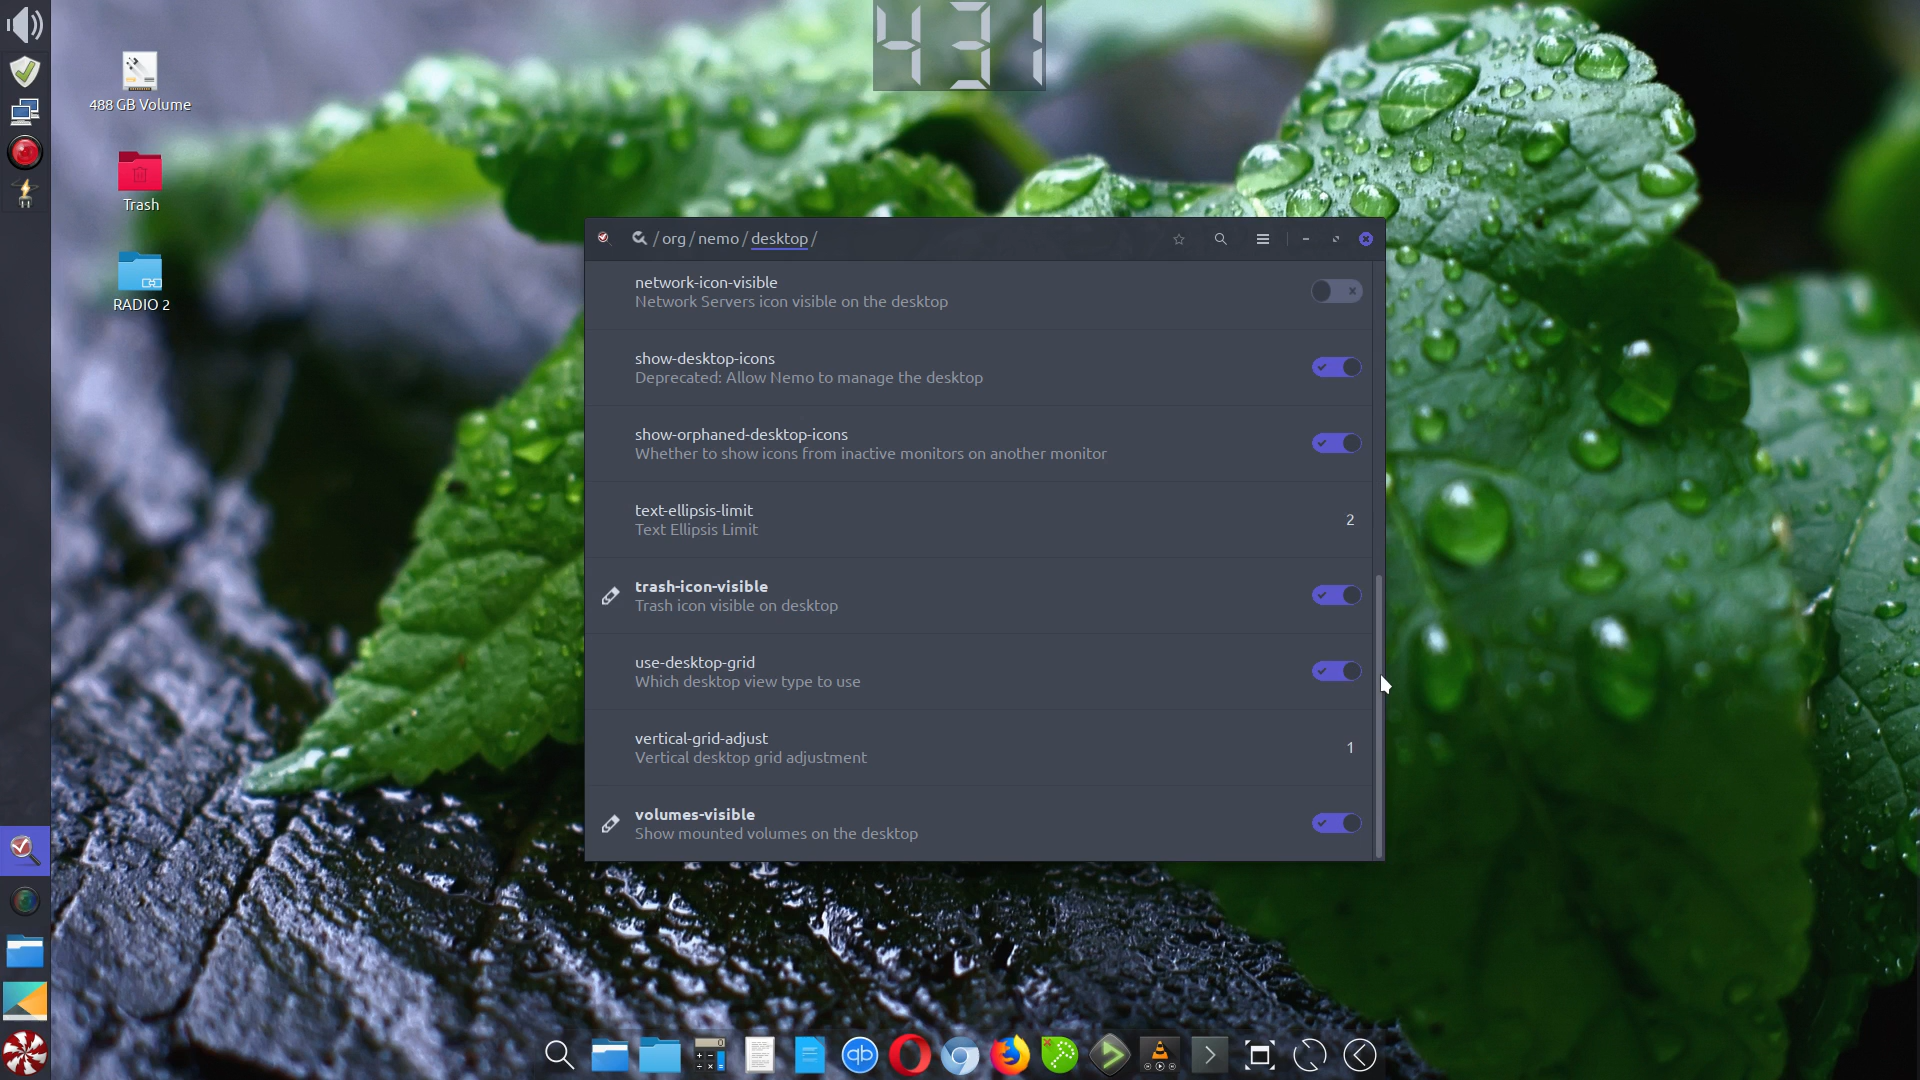 431
488 GB Volume
Trash
RADIO 2
/ org / nemo / desktop /
network-icon-visible
Network Servers icon visible on the desktop
show-desktop-icons
Deprecated: Allow Nemo to manage the desktop
show-orphaned-desktop-icons
Whether to show icons from inactive monitors on another monitor
text-ellipsis-limit
Text Ellipsis Limit
2
trash-icon-visible
Trash icon visible on desktop
use-desktop-grid
Which desktop view type to use
vertical-grid-adjust
Vertical desktop grid adjustment
1
volumes-visible
Show mounted volumes on the desktop
0
qb